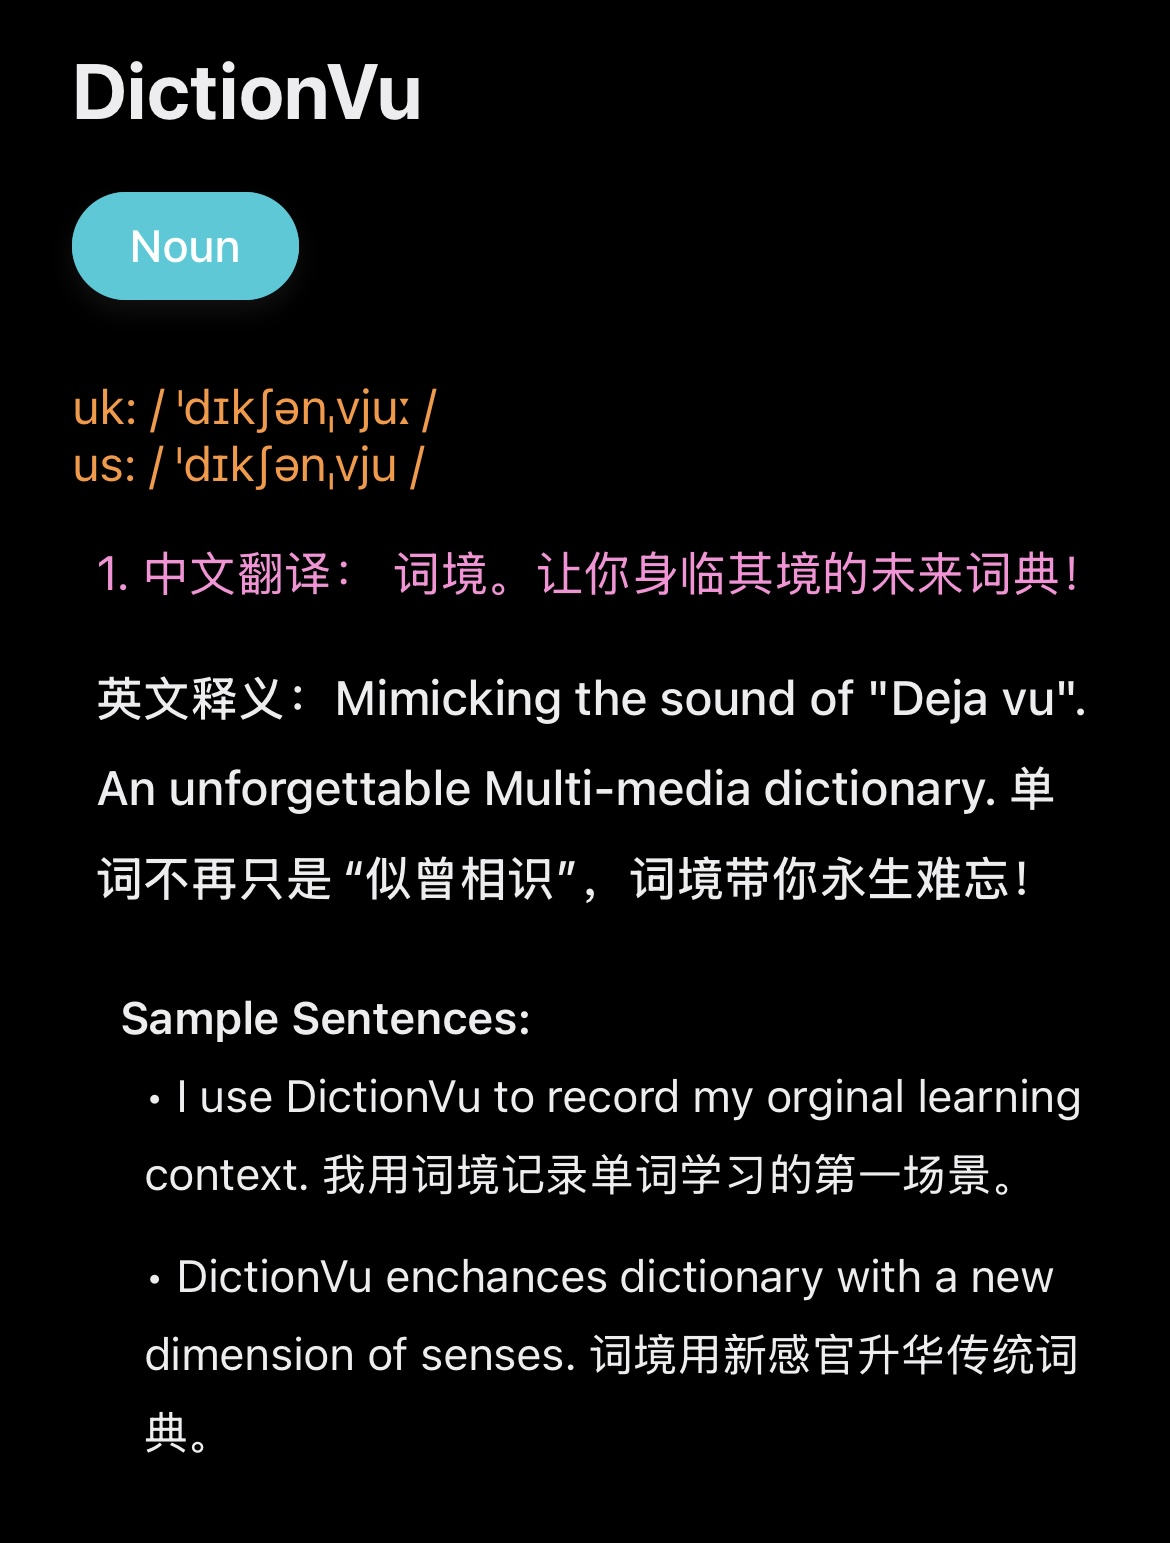 DictionVu
Noun
uk: / ˈdɪkʃənˌvjuː /
us: / ˈdɪkʃənˌvju /
1. 中文翻译： 词境。让你身临其境的未来词典！
英文释义：Mimicking the sound of "Deja vu".
An unforgettable Multi-media dictionary. 单
词不再只是 “似曾相识”，词境带你永生难忘！
Sample Sentences:
• I use DictionVu to record my orginal learning
context. 我用词境记录单词学习的第一场景。
• DictionVu enchances dictionary with a new
dimension of senses. 词境用新感官升华传统词
典。